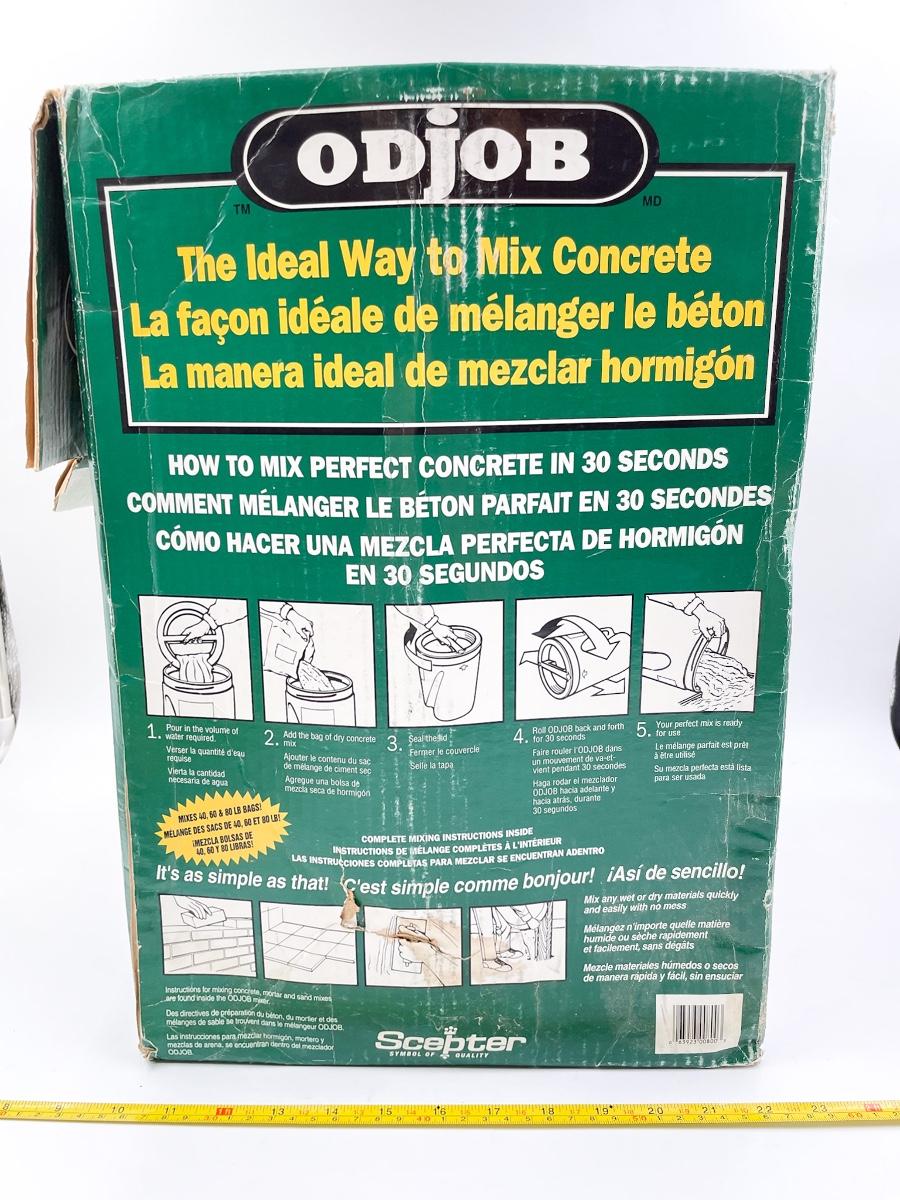 ODJOB
TM
MD
The Ideal Way to Mix Concrete
La façon idéale de mélanger le béton
La manera ideal de mezclar hormigón
HOW TO MIX PERFECT CONCRETE IN 30 SECONDS
COMMENT MÉLANGER LE BÉTON PARFAIT EN 30 SECONDES
CÓMO HACER UNA MEZCLA PERFECTA DE HORMIGÓN
EN 30 SEGUNDOS
1. Pour in the volume of
water required.
Verser la quantité d'eau
requise
Vierta la cantidad
necesaria de agua
2. Add the bag of dry concrete
mix
Ajouter le contenu du sac
de mélange de ciment sec
Agregue una bolsa de
mezcla seca de hormigón
3. Seal the lid
Fermer le couvercle
Selle la tapa
4. Roll ODJOB back and forth
for 30 seconds
Faire rouler l'ODJOB dans
un mouvement de va-et-
vient pendant 30 secondes
Haga rodar el mezclador
ODJOB hacia adelante y
hacia atrás, durante
30 segundos
5. Your perfect mix is ready
for use
Le mélange parfait est prêt
à être utilisé
Su mezcla perfecta está lista
para ser usada
MIXES 40, 60 & 80 LB BAGS!
MÉLANGE DES SACS DE 40, 60 ET 80 LB!
¡MEZCLA BOLSAS DE
40, 60 Y 80 LIBRAS!
COMPLETE MIXING INSTRUCTIONS INSIDE
INSTRUCTIONS DE MÉLANGE COMPLÈTES À L'INTÉRIEUR
LAS INSTRUCCIONES COMPLETAS PARA MEZCLAR SE ENCUENTRAN ADENTRO
It's as simple as that! C'est simple comme bonjour! ¡Así de sencillo!
Mix any wet or dry materials quickly
and easily with no mess
Mélangez n'importe quelle matière
humide ou sèche rapidement
et facilement, sans dégâts
Mezcle materiales húmedos o secos
de manera rápida y fácil, sin ensuciar
Instructions for mixing concrete, mortar and sand mixes
are found inside the ODJOB mixer.
Des directives de préparation du béton, du mortier et des
mélanges de sable se trouvent dans le mélangeur ODJOB.
Las instrucciones para mezclar hormigón, mortero y
mezclas de arena, se encuentran dentro del mezclador
ODJOB.
Scepter
SYMBOL OF QUALITY
10 11 13 14 15 16 17 18 19 20 21 22 23